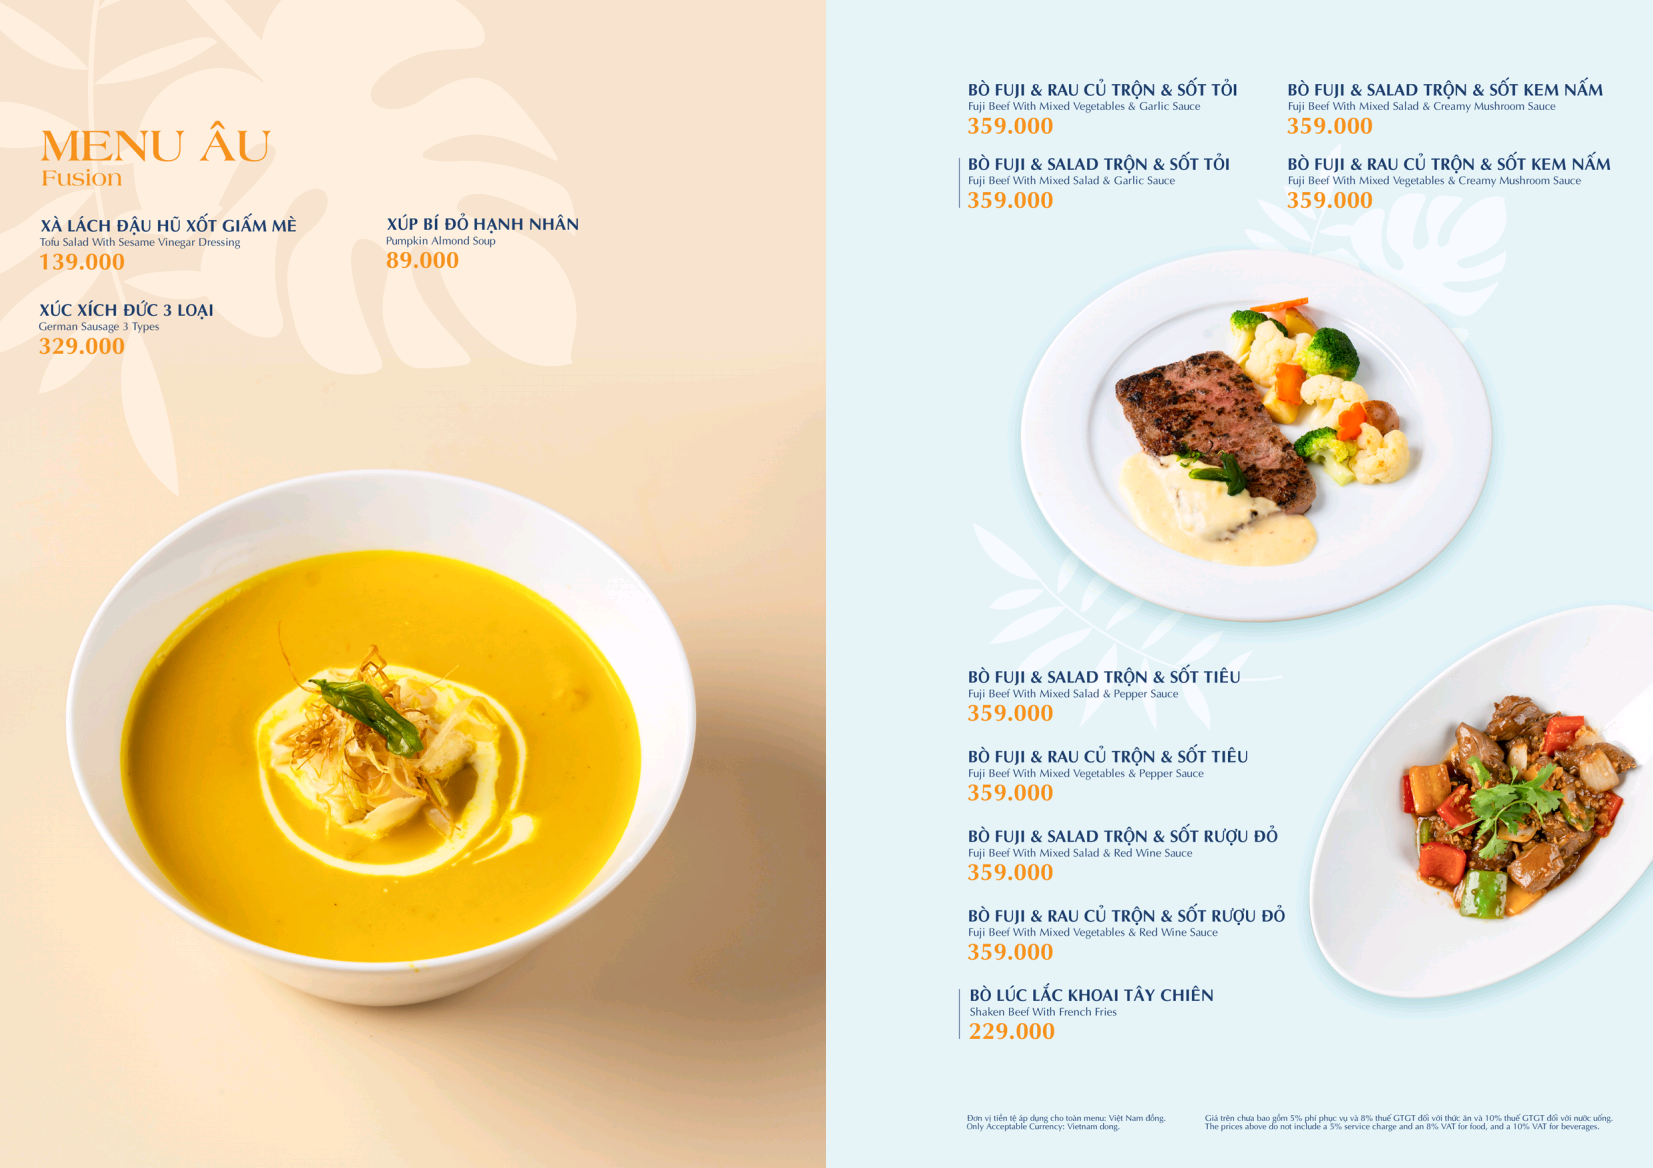 MENU ÂU
Fusion
XÀ LÁCH ĐẬU HŨ XỐT GIẤM MÈ
Tofu Salad With Sesame Vinegar Dressing
139.000
XÚC XÍCH ĐỨC 3 LOẠI
German Sausage 3 Types
329.000
XÚP BÍ ĐỎ HẠNH NHÂN
Pumpkin Almond Soup
89.000
BÒ FUJI & RAU CỦ TRỘN & SỐT TỎI
Fuji Beef With Mixed Vegetables & Garlic Sauce
359.000
BÒ FUJI & SALAD TRỘN & SỐT TỎI
Fuji Beef With Mixed Salad & Garlic Sauce
359.000
BÒ FUJI & SALAD TRỘN & SỐT KEM NẤM
Fuji Beef With Mixed Salad & Creamy Mushroom Sauce
359.000
BÒ FUJI & RAU CỦ TRỘN & SỐT KEM NẤM
Fuji Beef With Mixed Vegetables & Creamy Mushroom Sauce
359.000
BÒ FUJI & SALAD TRỘN & SỐT TIÊU
Fuji Beef With Mixed Salad & Pepper Sauce
359.000
BÒ FUJI & RAU CỦ TRỘN & SỐT TIÊU
Fuji Beef With Mixed Vegetables & Pepper Sauce
359.000
BÒ FUJI & SALAD TRỘN & SỐT RƯỢU ĐỎ
Fuji Beef With Mixed Salad & Red Wine Sauce
359.000
BÒ FUJI & RAU CỦ TRỘN & SỐT RƯỢU ĐỎ
Fuji Beef With Mixed Vegetables & Red Wine Sauce
359.000
BÒ LÚC LẮC KHOAI TÂY CHIÊN
Shaken Beef With French Fries
229.000
Đơn vị tiền tệ áp dụng cho toàn menu: Việt Nam đồng.
Only Acceptable Currency: Vietnam dong.
Giá trên chưa bao gồm 5% phí phục vụ và 8% thuế GTGT đối với thức ăn và 10% thuế GTGT đối với nước uống.
The prices above do not include a 5% service charge and an 8% VAT for food, and a 10% VAT for beverages.